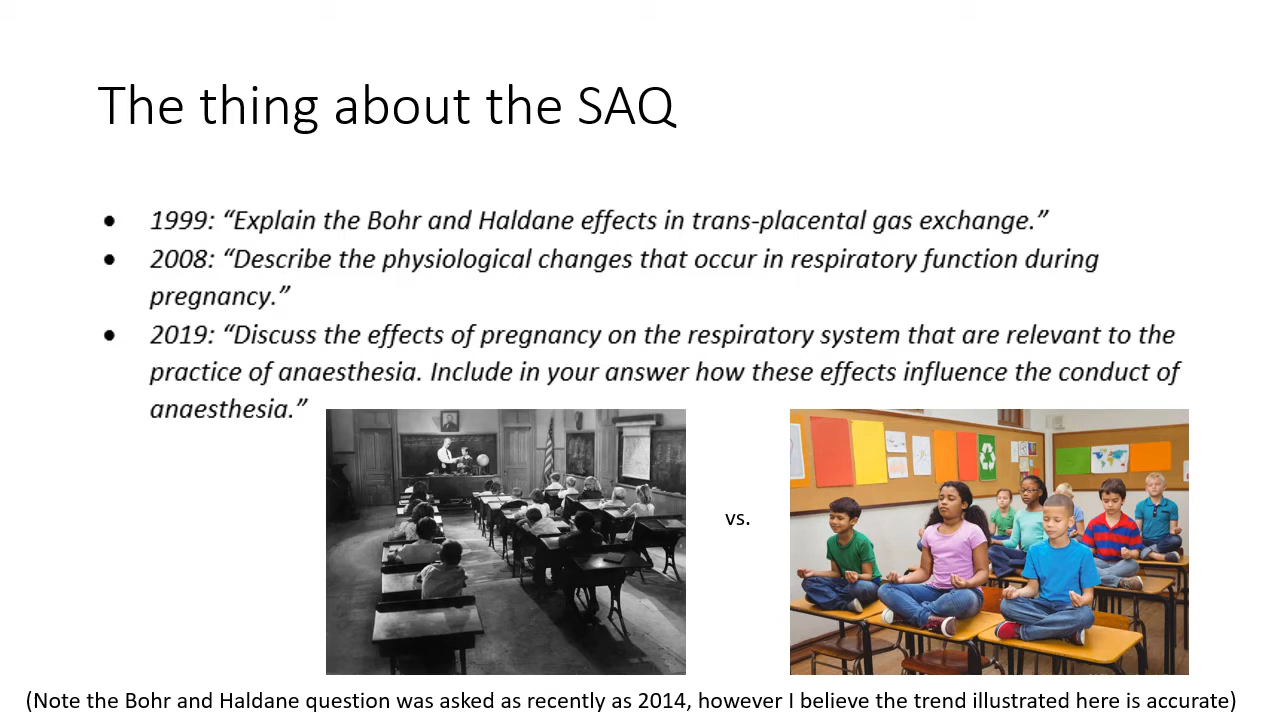 The thing about the SAQ
• 1999: “Explain the Bohr and Haldane effects in trans-placental gas exchange.”
• 2008: “Describe the physiological changes that occur in respiratory function during
pregnancy.”
• 2019: “Discuss the effects of pregnancy on the respiratory system that are relevant to the
practice of anaesthesia. Include in your answer how these effects influence the conduct of
anaesthesia.”
vs.
(Note the Bohr and Haldane question was asked as recently as 2014, however I believe the trend illustrated here is accurate)